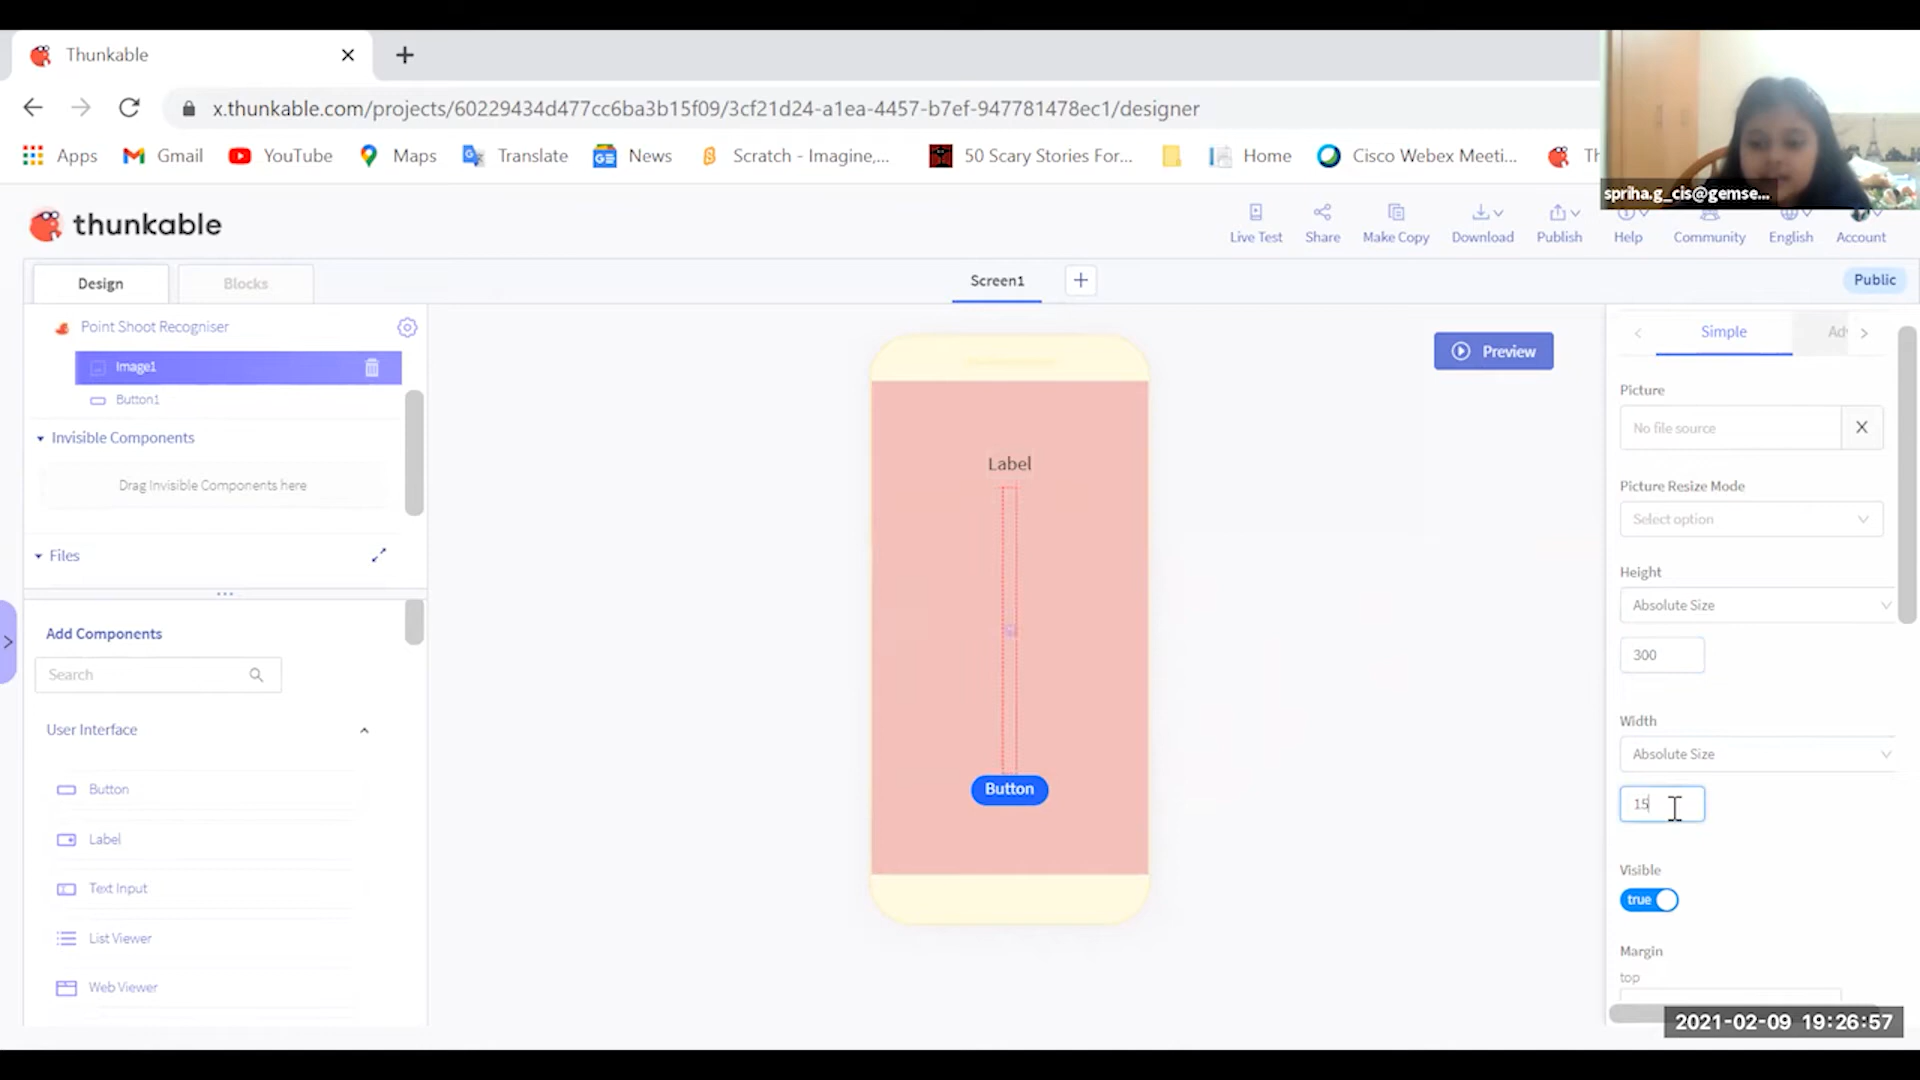 Thunkable
x.thunkable.com/projects/60229434d477cc6ba3b15f09/3cf21d24-a1ea-4457-b7ef-947781478ec1/designer
Apps Gmail YouTube Maps Translate News Scratch - Imagine,... 50 Scary Stories For... Home Cisco Webex Meeti... Th
spriha.g_cis@gemse...
thunkable
Live Test Share Make Copy Download Publish Help Community English Account
Design Blocks Screen1 + Public
Point Shoot Recogniser
Image1
Button1
Invisible Components
Drag Invisible Components here
Files
Add Components
Search
User Interface
Button
Label
Text Input
List Viewer
Web Viewer
Label
Button
Preview
Simple Adv
Picture
No file source X
Picture Resize Mode
Select option
Height
Absolute Size
300
Width
Absolute Size
15
Visible
true
Margin
top
2021-02-09 19:26:57